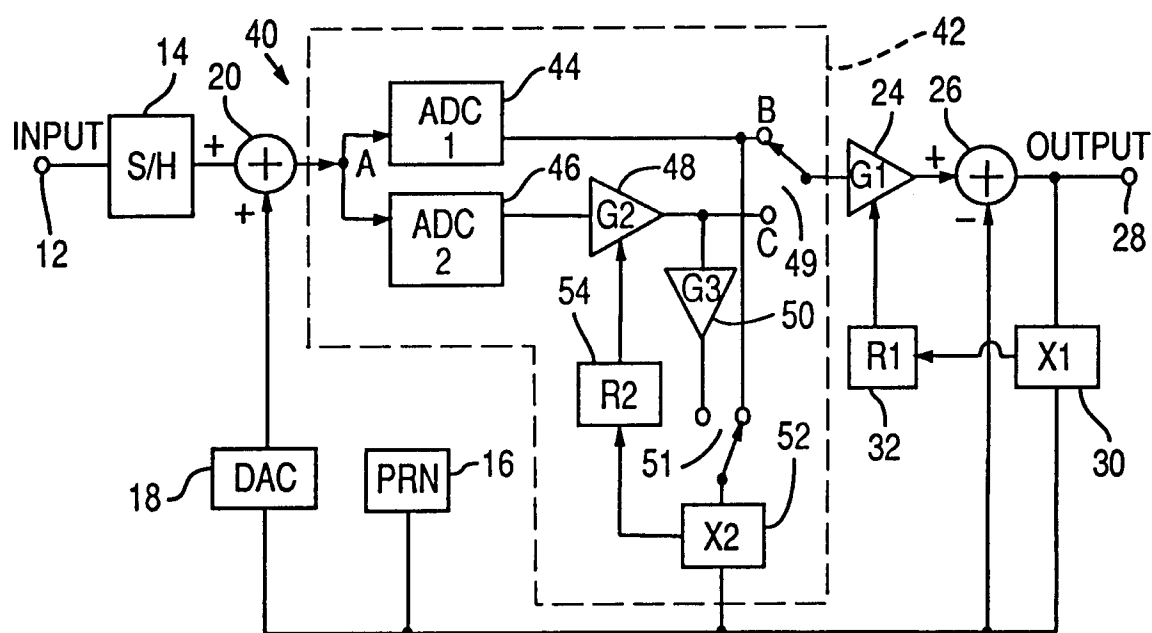 40
42
14
20
44
24
26
INPUT
+
S/H
+
A
ADC
1
B
G1
+
OUTPUT
12
+
46
48
ADC
2
G2
C
49
−
28
54
G3
50
R2
R1
X1
51
52
32
30
18
DAC
PRN
16
X2